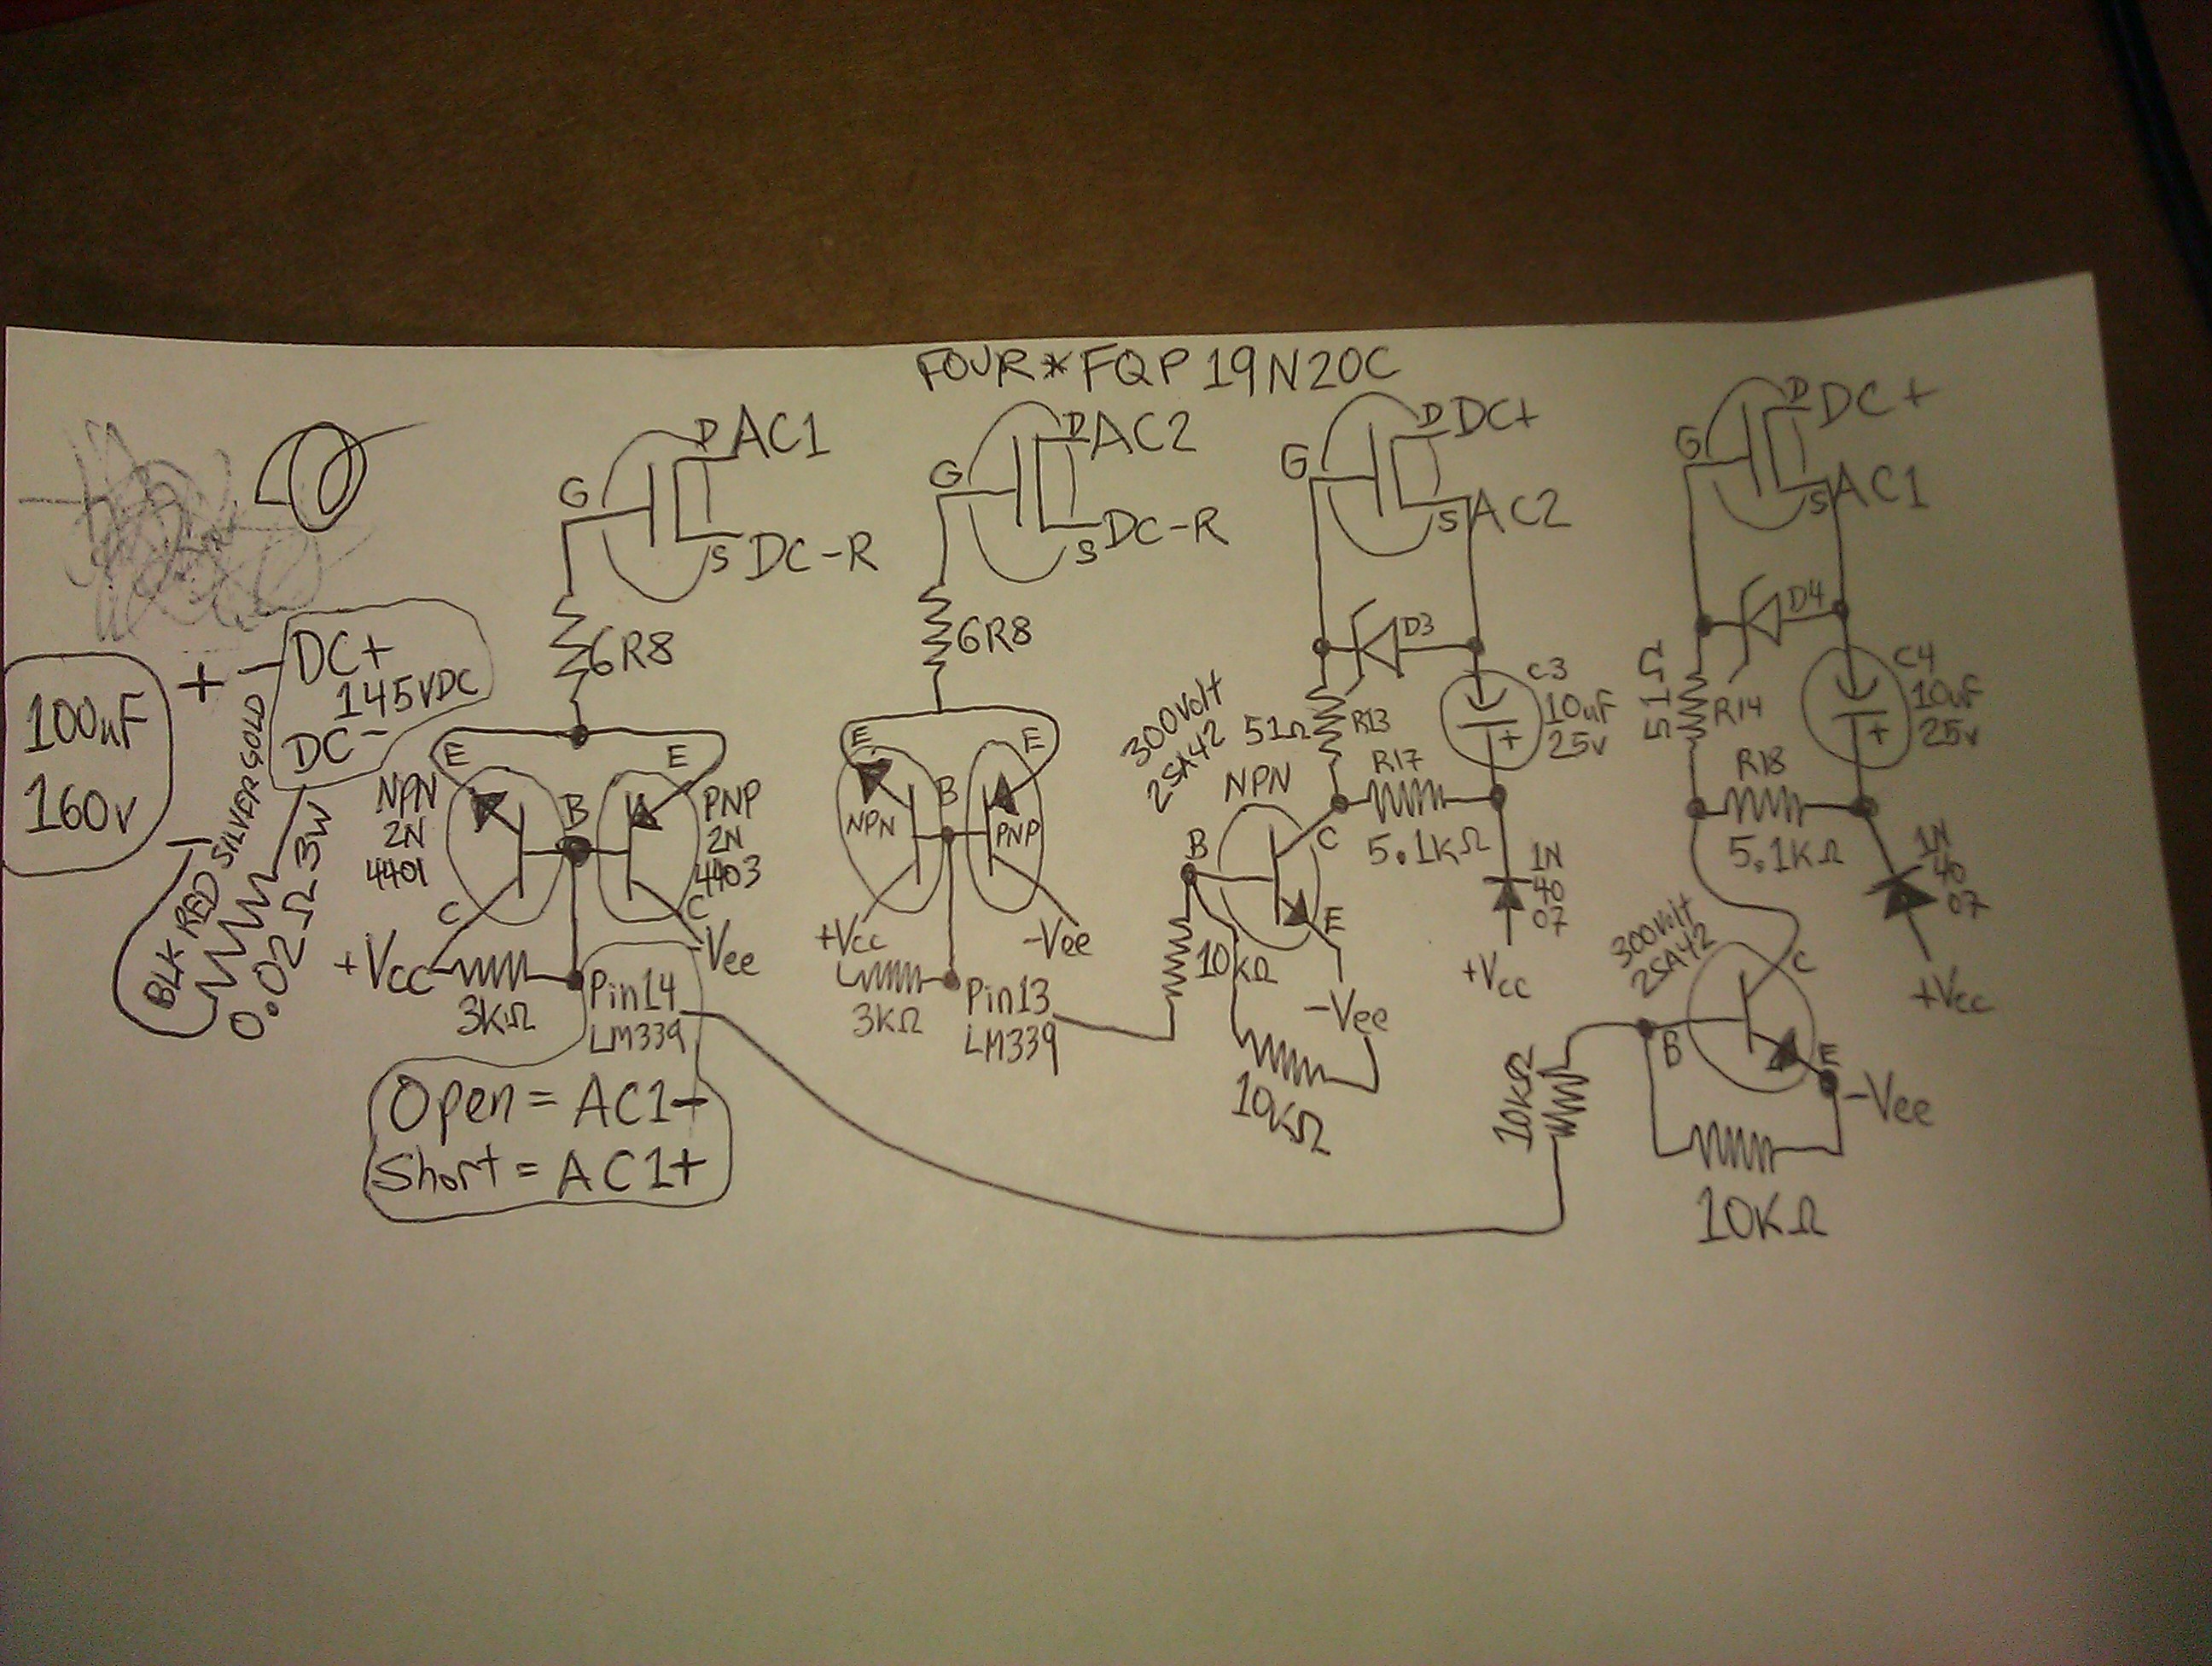 FOUR * FQP19N20C
D AC1
G
S DC-R
6R8
E E
NPN
2N
4401
B
PNP
2N
4403
C C
+Vcc
-Vee
3KΩ
Pin14
LM339
Open = AC1-
Short = AC1+
DC+
145VDC
DC-
+
-
100uF
160v
BLK RED SILVER GOLD
0.02Ω 3W
D AC2
G
S DC-R
6R8
E E
NPN
B
PNP
+Vcc
-Vee
3KΩ
Pin13
LM339
D DC+
G
S AC2
D3
C3
10uF
25v
+
300Volt
2SA42
NPN
51Ω
R13
R17
5.1KΩ
B
C
E
10KΩ
-Vee
10KΩ
1N
40
07
+Vcc
D DC+
G
S AC1
D4
C4
10uF
25v
+
51Ω
R14
R18
5.1KΩ
1N
40
07
+Vcc
300Volt
2SA42
C
B
E
-Vee
10KΩ
10KΩ